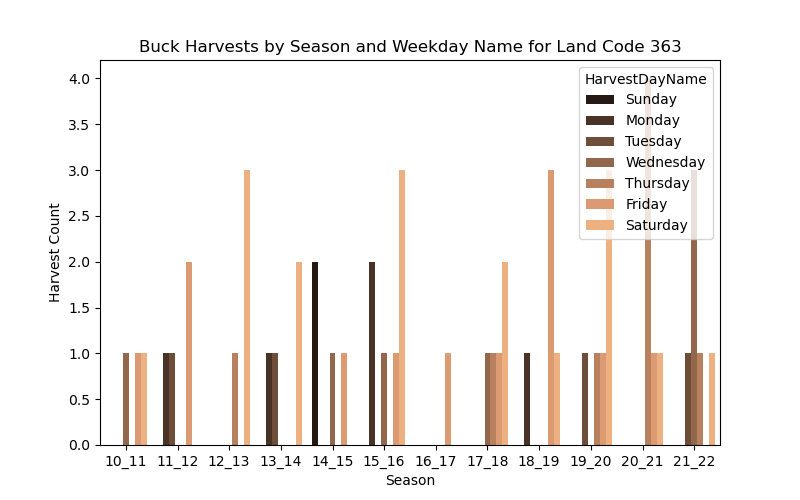 Buck Harvests by Season and Weekday Name for Land Code 363
HarvestDayName
Sunday
Monday
Tuesday
Wednesday
Thursday
Friday
Saturday
4.0
3.5
3.0
2.5
2.0
1.5
1.0
0.5
0.0
Harvest Count
10_11 11_12 12_13 13_14 14_15 15_16 16_17 17_18 18_19 19_20 20_21 21_22
Season